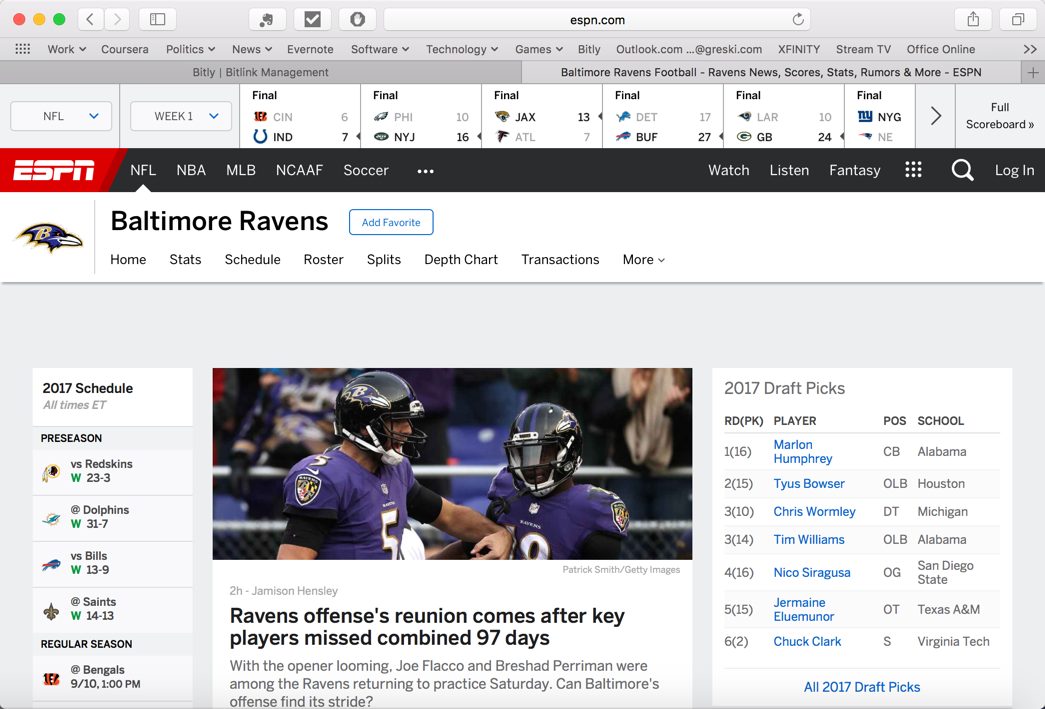 espn.com
Work Coursera Politics News Evernote Software Technology Games Bitly Outlook.com ...@greski.com XFINITY Stream TV Office Online
Bitly | Bitlink Management
Baltimore Ravens Football - Ravens News, Scores, Stats, Rumors & More - ESPN
NFL
WEEK 1
Final
CIN 6
IND 7
Final
PHI 10
NYJ 16
Final
JAX 13
ATL 7
Final
DET 17
BUF 27
Final
LAR 10
GB 24
Final
NYG
NE
Full
Scoreboard »
ESPN
NFL NBA MLB NCAAF Soccer
Watch Listen Fantasy
Log In
Baltimore Ravens
Add Favorite
Home Stats Schedule Roster Splits Depth Chart Transactions More
2017 Schedule
All times ET
PRESEASON
vs Redskins
W 23-3
@ Dolphins
W 31-7
vs Bills
W 13-9
@ Saints
W 14-13
REGULAR SEASON
@ Bengals
9/10, 1:00 PM
RAVENS
5
Patrick Smith/Getty Images
2h - Jamison Hensley
Ravens offense's reunion comes after key
players missed combined 97 days
With the opener looming, Joe Flacco and Breshad Perriman were
among the Ravens returning to practice Saturday. Can Baltimore's
offense find its stride?
2017 Draft Picks
RD(PK) PLAYER POS SCHOOL
1(16) Marlon Humphrey CB Alabama
2(15) Tyus Bowser OLB Houston
3(10) Chris Wormley DT Michigan
3(14) Tim Williams OLB Alabama
4(16) Nico Siragusa OG San Diego State
5(15) Jermaine Eluemunor OT Texas A&M
6(2) Chuck Clark S Virginia Tech
All 2017 Draft Picks